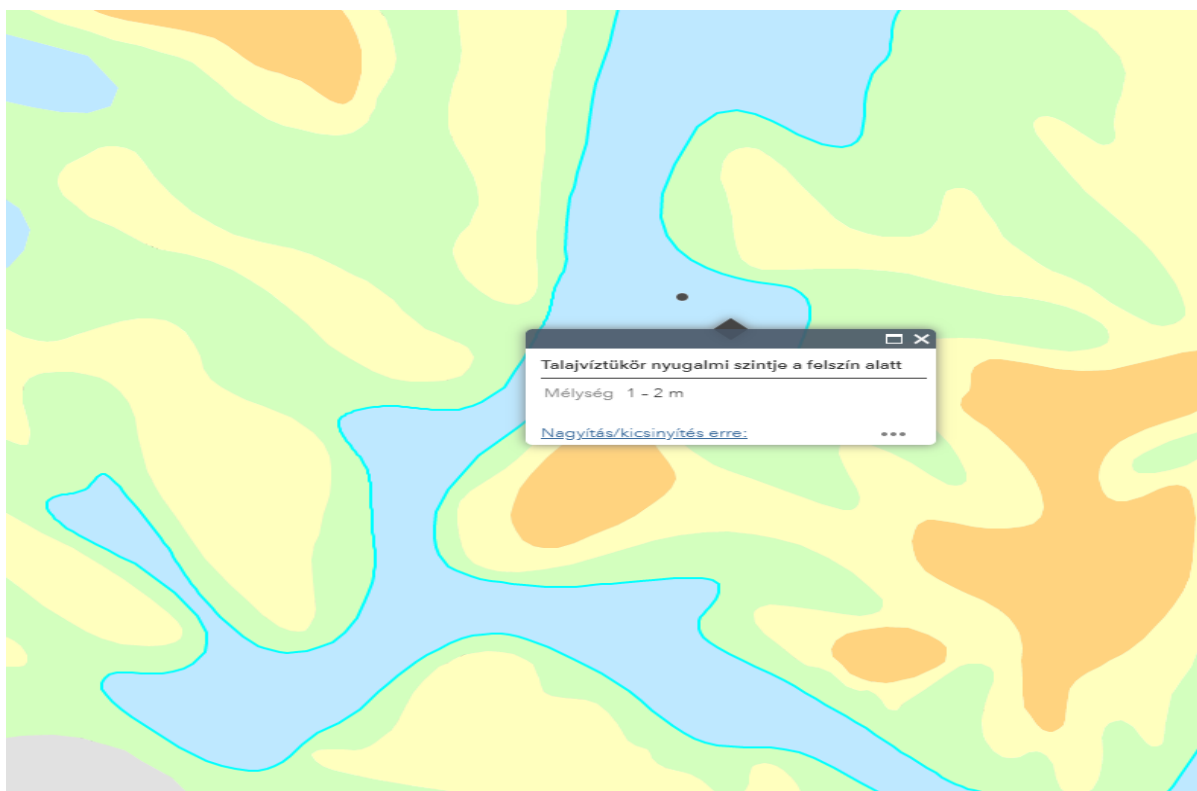 Talajvíztükör nyugalmi szintje a felszín alatt
Mélység 1 - 2 m
Nagyítás/kicsinyítés erre: